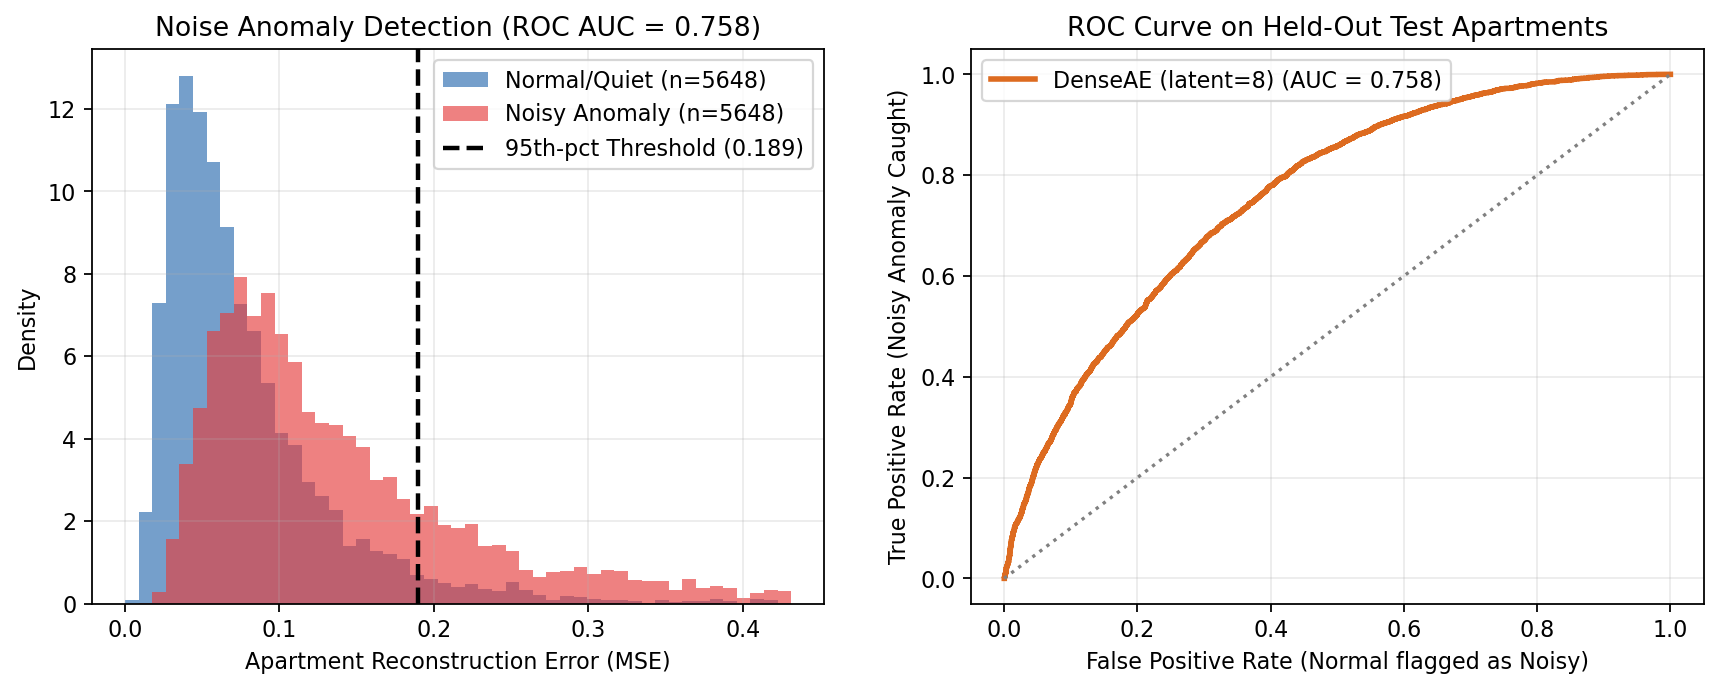 Noise Anomaly Detection (ROC AUC = 0.758)
Density
12
10
8
6
4
2
0
Normal/Quiet (n=5648)
Noisy Anomaly (n=5648)
95th-pct Threshold (0.189)
0.0 0.1 0.2 0.3 0.4
Apartment Reconstruction Error (MSE)
ROC Curve on Held-Out Test Apartments
True Positive Rate (Noisy Anomaly Caught)
1.0
0.8
0.6
0.4
0.2
0.0
DenseAE (latent=8) (AUC = 0.758)
0.0 0.2 0.4 0.6 0.8 1.0
False Positive Rate (Normal flagged as Noisy)